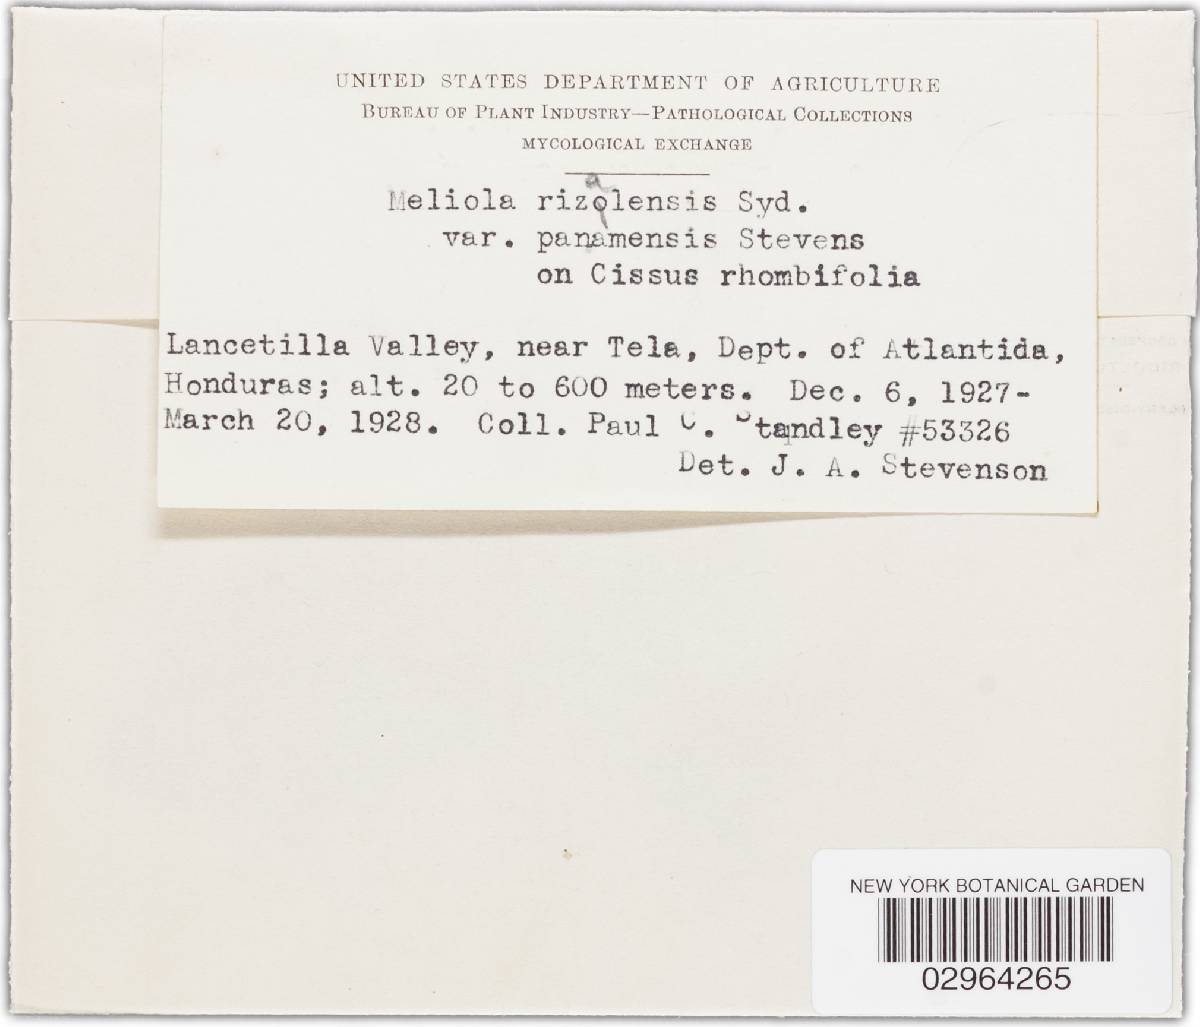 UNITED STATES DEPARTMENT OF AGRICULTURE
BUREAU OF PLANT INDUSTRY—PATHOLOGICAL COLLECTIONS
MYCOLOGICAL EXCHANGE
Meliola rizalensis Syd.
var. panamensis Stevens
on Cissus rhombifolia
Lancetilla Valley, near Tela, Dept. of Atlantida,
Honduras; alt. 20 to 600 meters. Dec. 6, 1927-
March 20, 1928. Coll. Paul C. Standley #53326
Det. J. A. Stevenson
NEW YORK BOTANICAL GARDEN
02964265